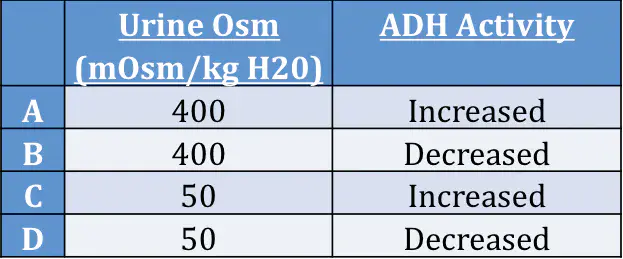 Urine Osm ADH Activity
(mOsm/kg H20)
A 400 Increased
B 400 Decreased
C 50 Increased
D 50 Decreased